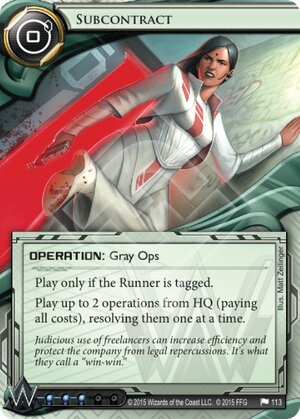 SUBCONTRACT
0
OPERATION: Gray Ops
Play only if the Runner is tagged.
Play up to 2 operations from HQ (paying
all costs), resolving them one at a time.
Judicious use of freelancers can increase efficiency and
protect the company from legal repercussions. It's what
they call a "win-win."
Illus. Matt Zeilinger
© 2015 Wizards of the Coast LLC. © 2015 FFG
113